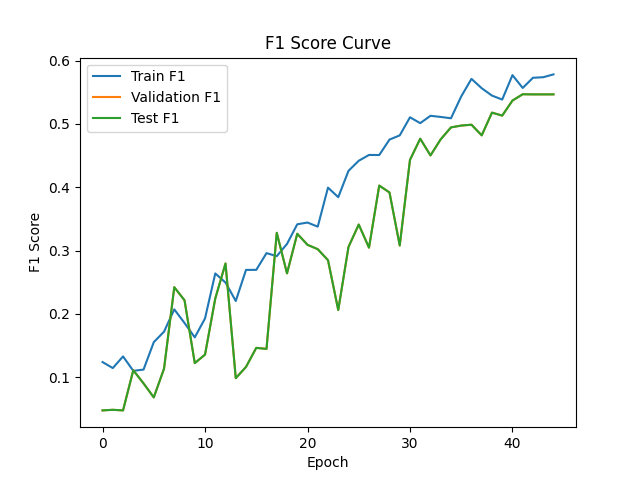 F1 Score Curve
Train F1
Validation F1
Test F1
F1 Score
0.6
0.5
0.4
0.3
0.2
0.1
0 10 20 30 40
Epoch